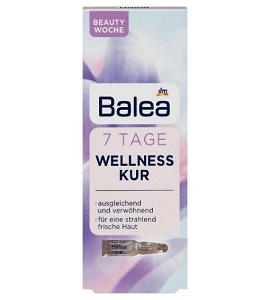 BEAUTY
WOCHE
dm
Balea
7 TAGE
WELLNESS
KUR
• ausgleichend
und verwöhnend
• für eine strahlend
frische Haut